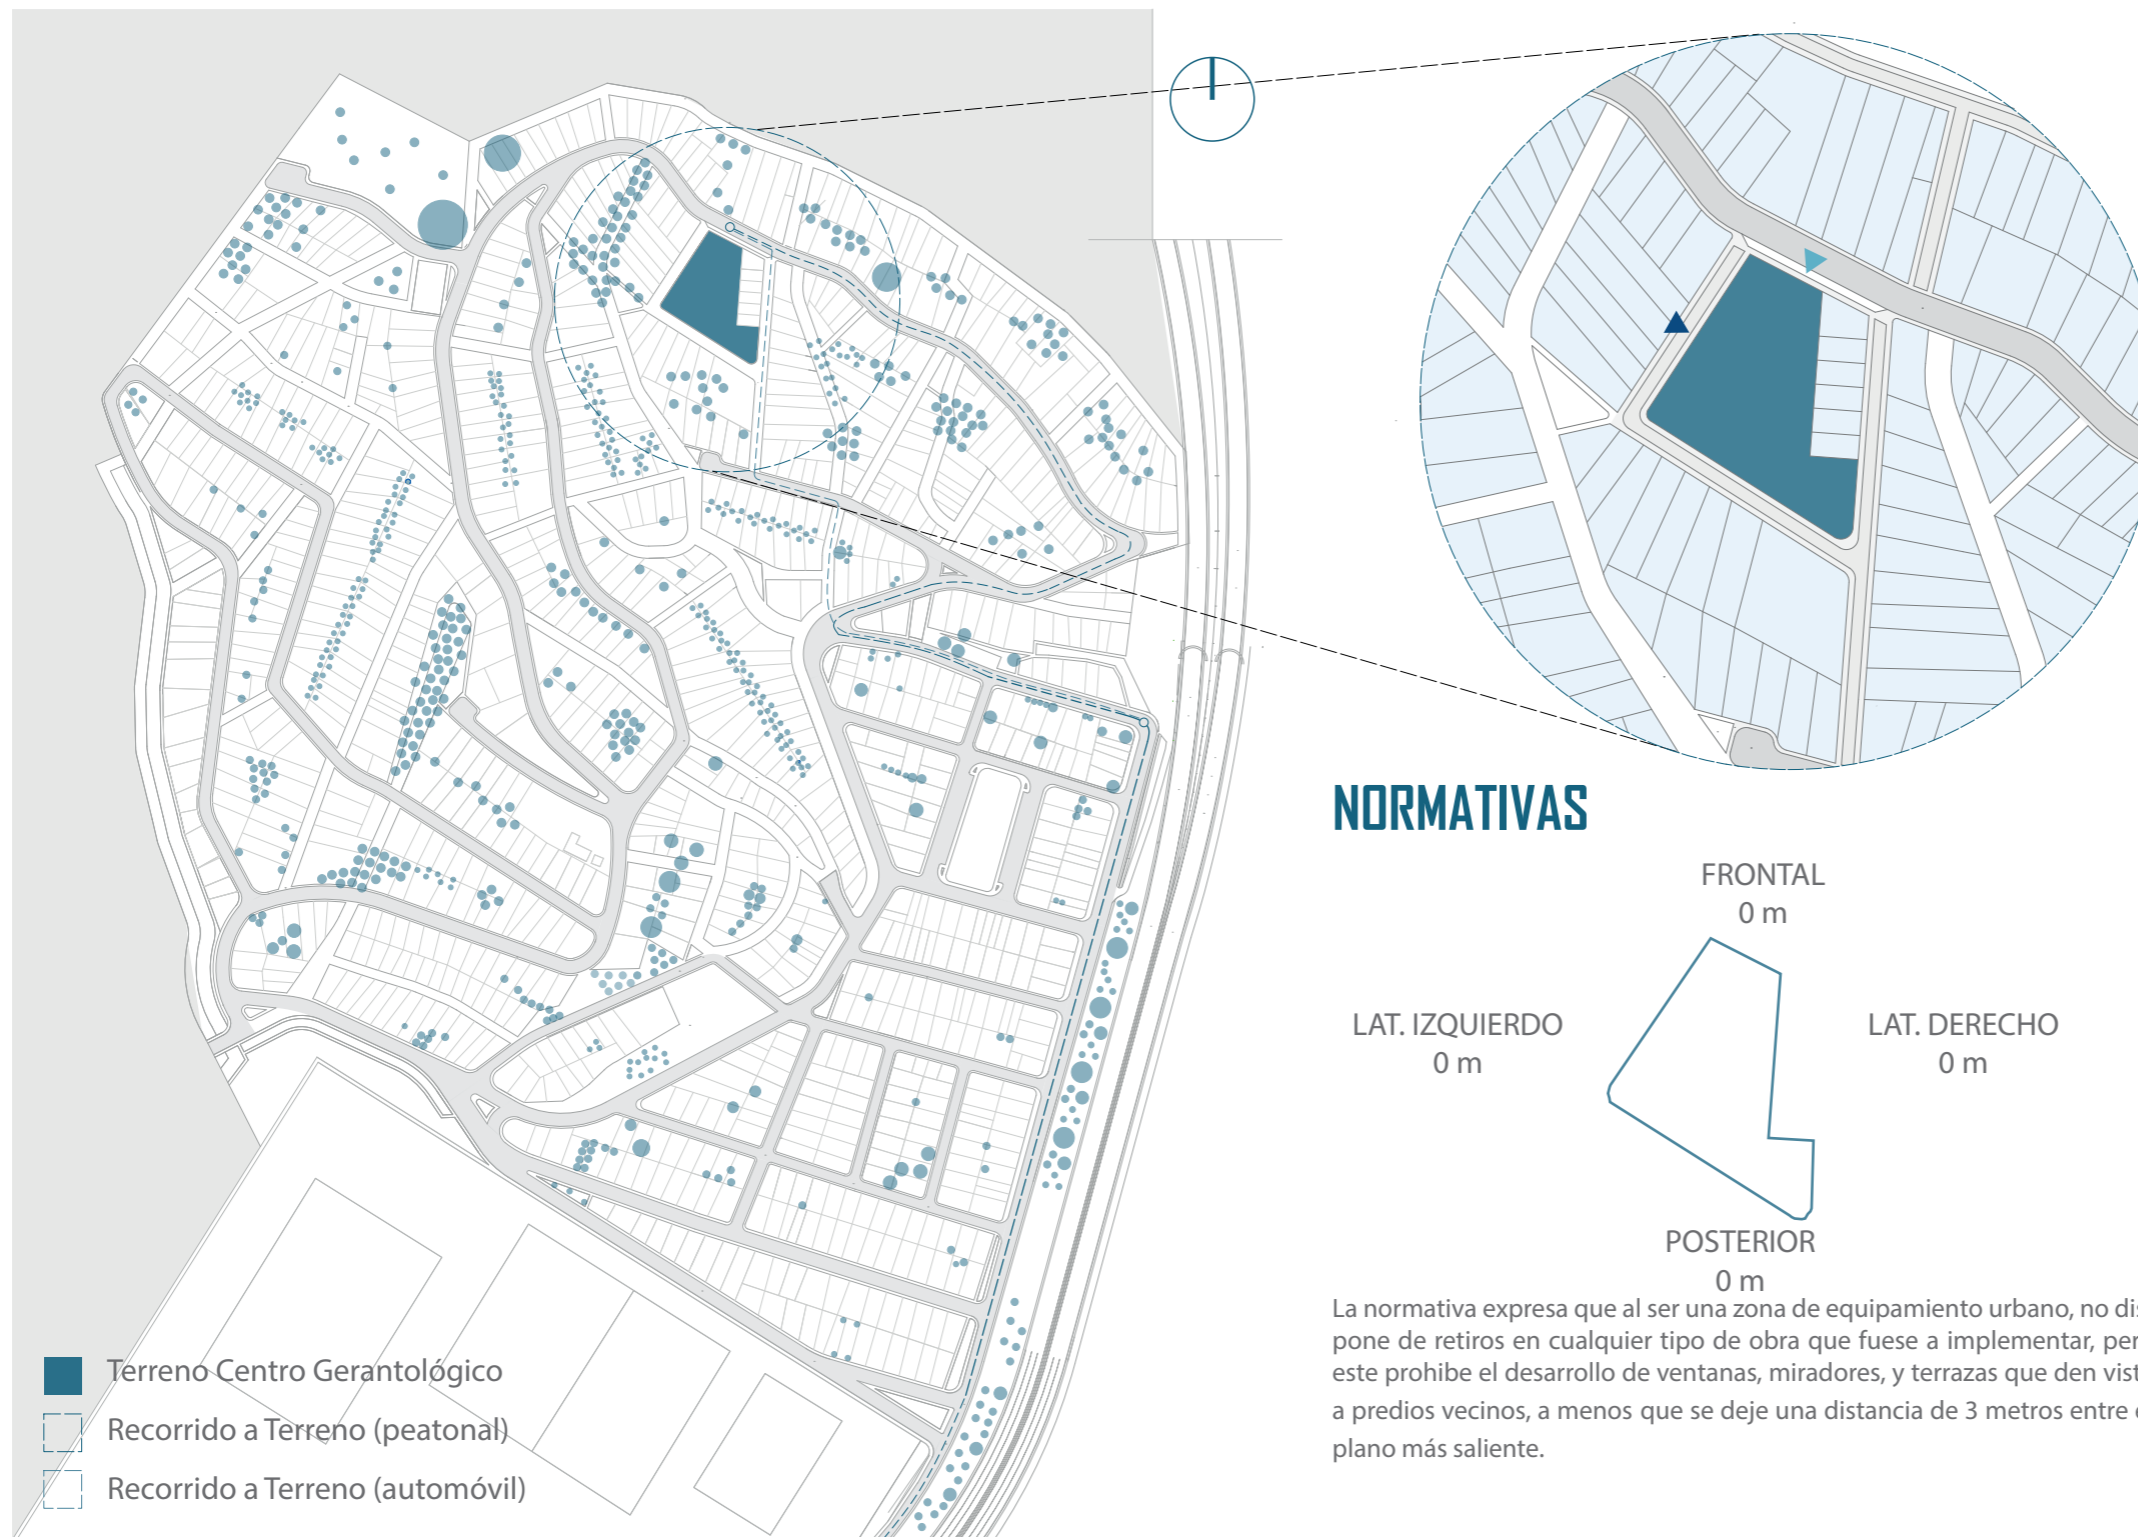 NORMATIVAS
FRONTAL
0 m
LAT. IZQUIERDO
0 m
LAT. DERECHO
0 m
POSTERIOR
0 m
La normativa expresa que al ser una zona de equipamiento urbano, no dis
pone de retiros en cualquier tipo de obra que fuese a implementar, per
este prohibe el desarrollo de ventanas, miradores, y terrazas que den vist
a predios vecinos, a menos que se deje una distancia de 3 metros entre
plano más saliente.
Terreno Centro Gerantológico
Recorrido a Terreno (peatonal)
Recorrido a Terreno (automóvil)